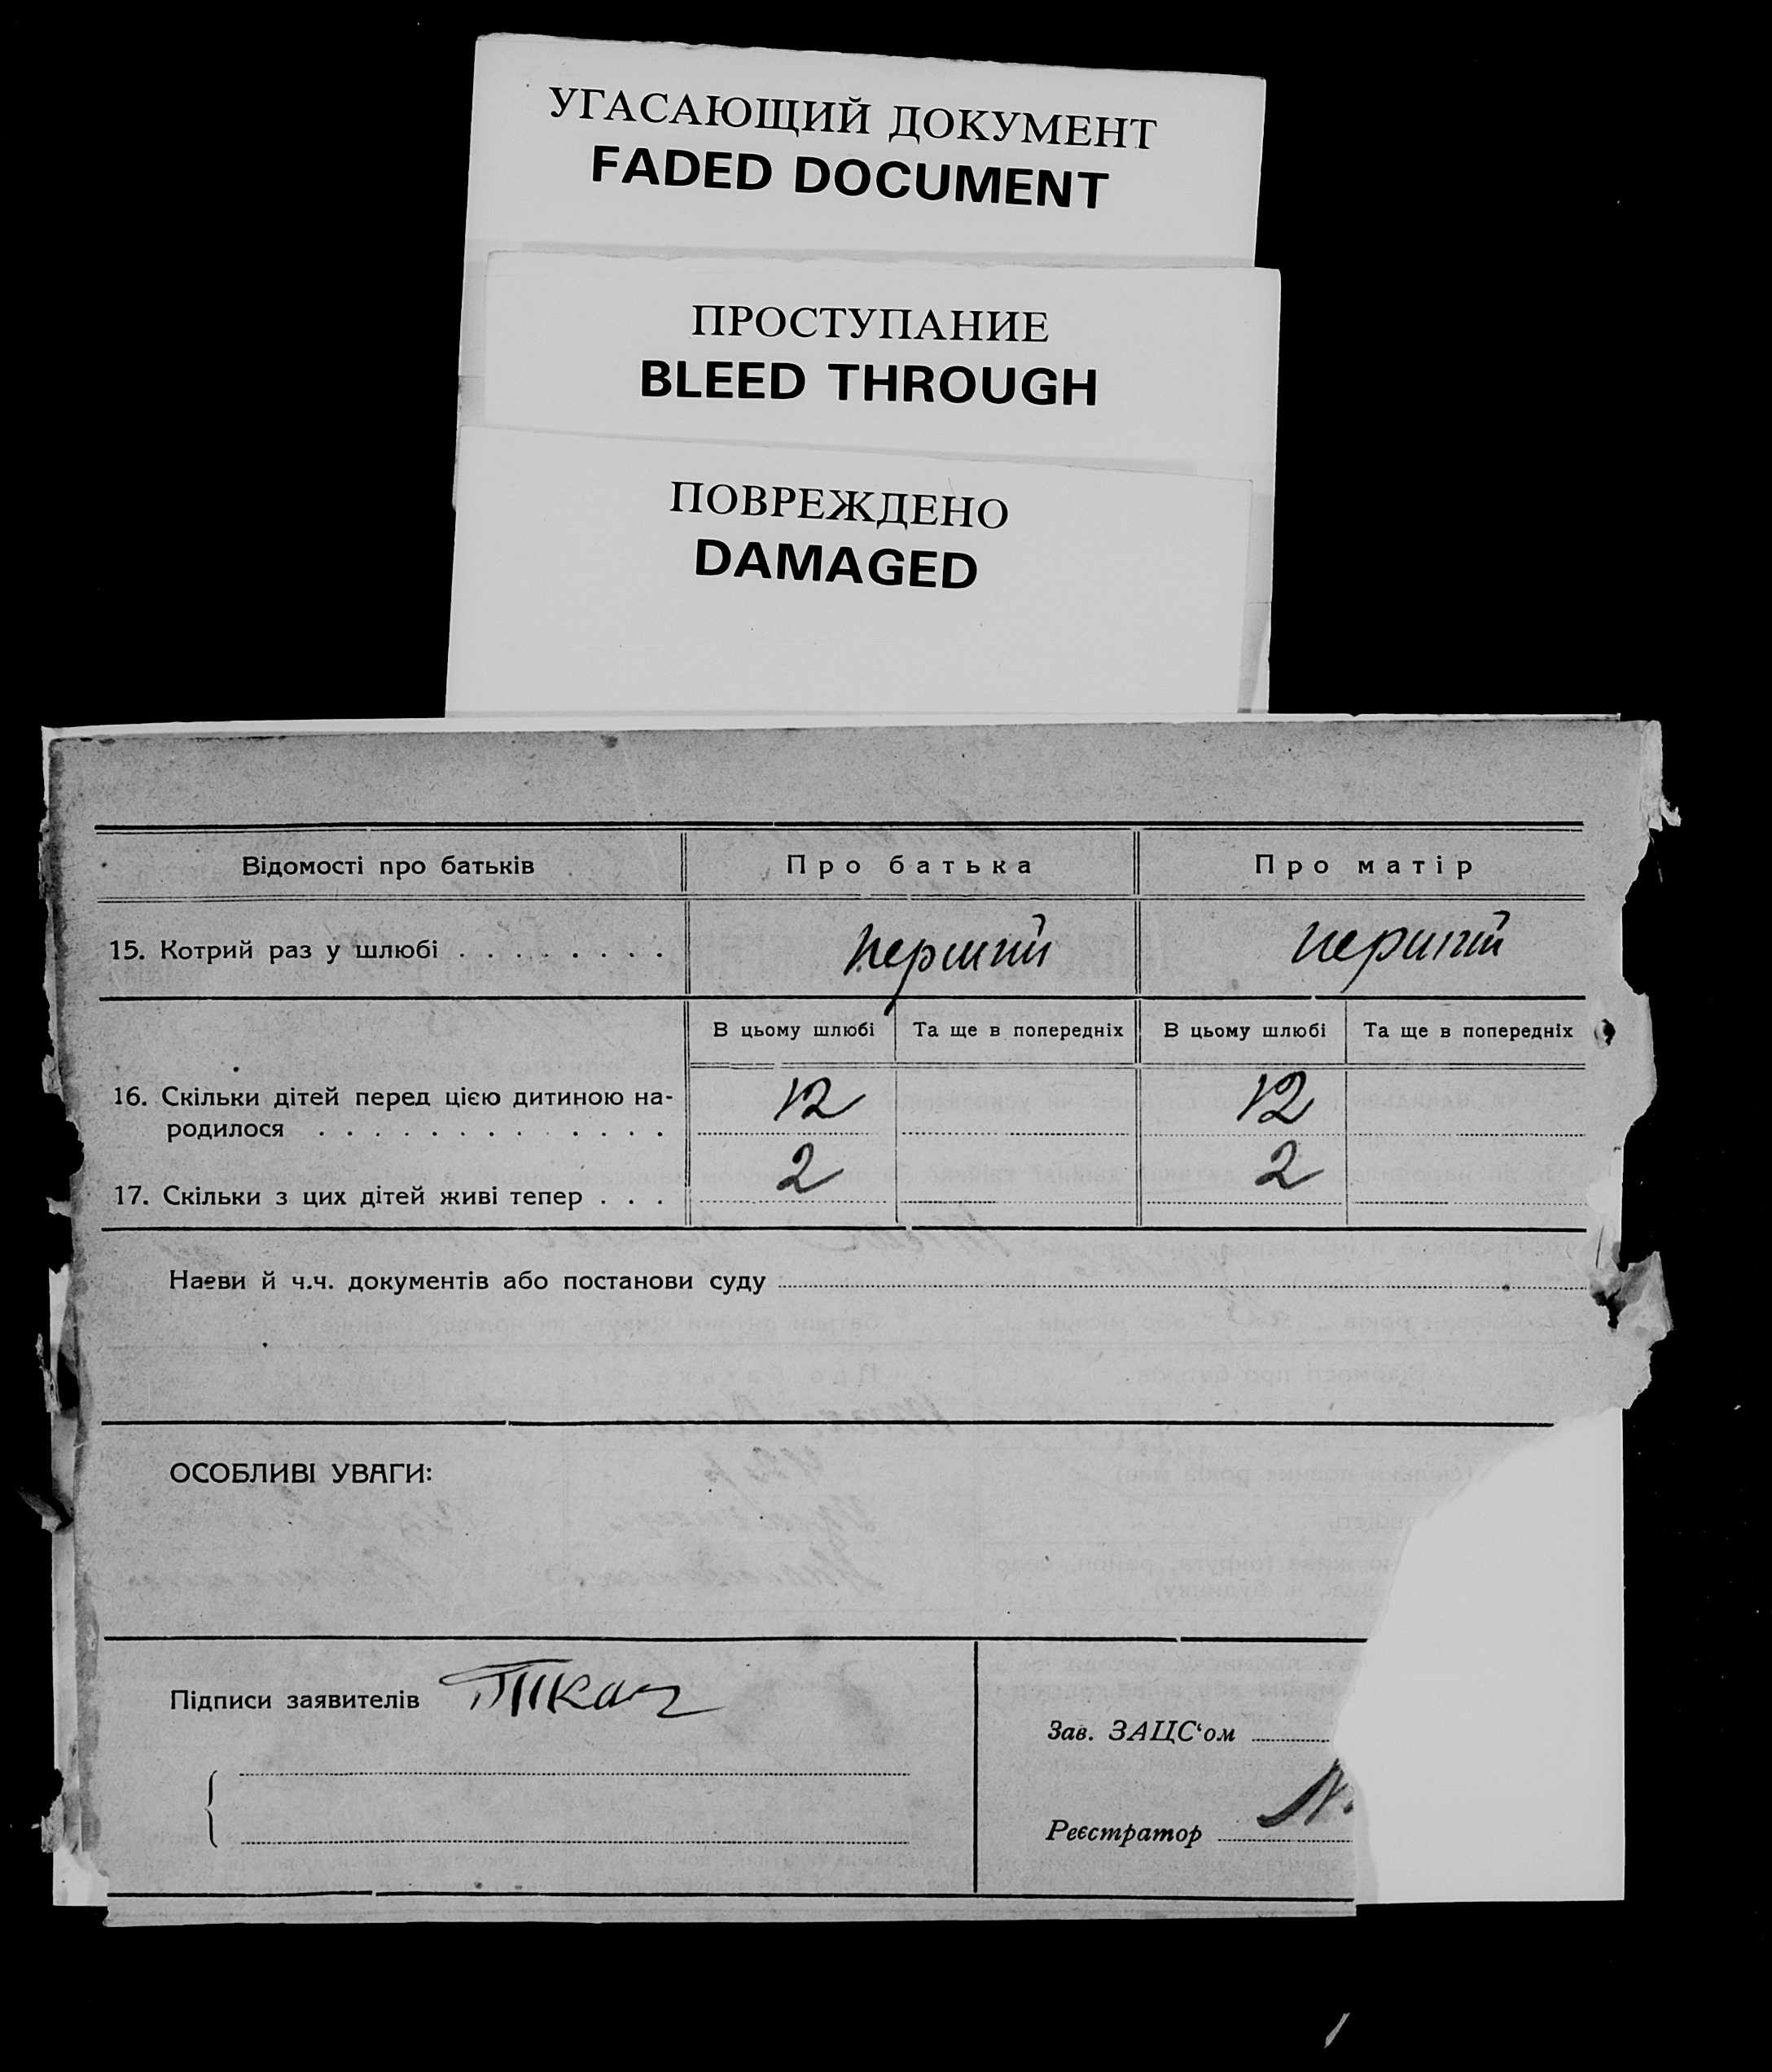 УГАСАЮЩИЙ ДОКУМЕНТ
FADED DOCUMENT
ПРОСТУПАНИЕ
BLEED THROUGH
ПОВРЕЖДЕНО
DAMAGED
Відомості про батьків Про батька Про матір
15. Котрий раз у шлюбі . . . . . . . . перший перший
В цьому шлюбі Та ще в попередніх В цьому шлюбі Та ще в попередніх
16. Скільки дітей перед цією дитиною на-
родилося . . . . . . . . . . . . . 12 12
17. Скільки з цих дітей живі тепер . . . 2 2
Назви й ч.ч. документів або постанови суду
ОСОБЛИВІ УВАГИ:
Підписи заявителів Ткач
Зав. ЗАЦС‘ом
Реєстратор